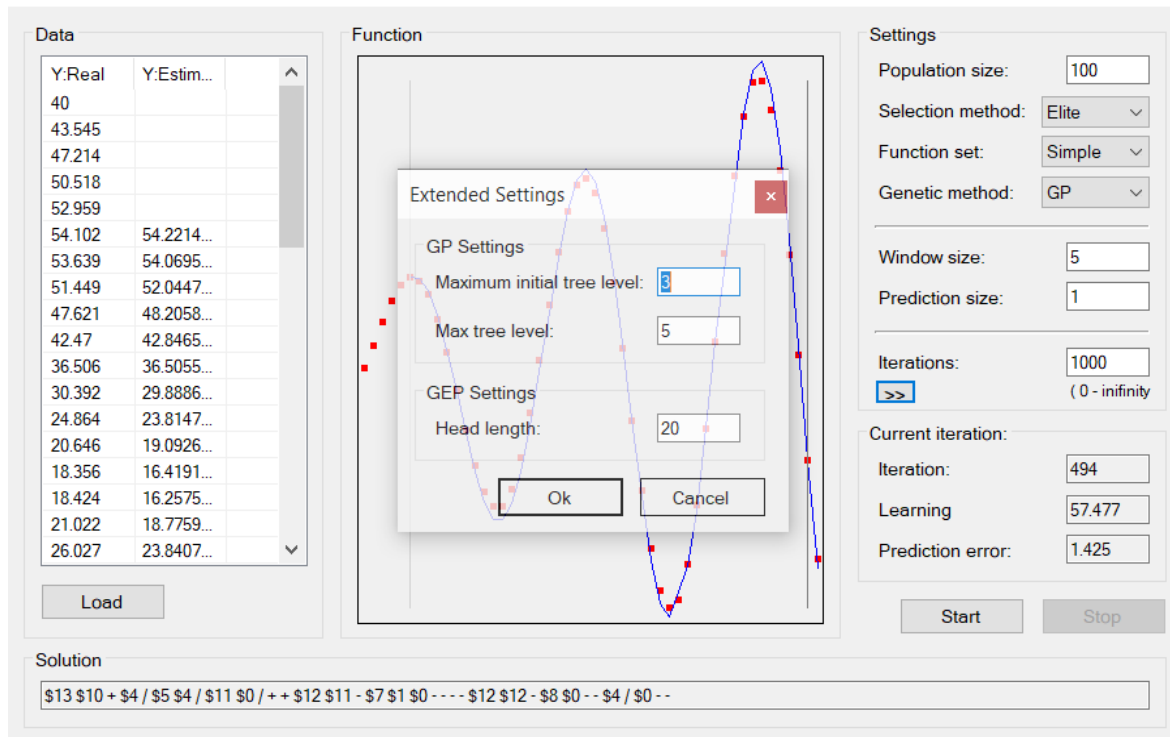 Data
Y:Real Y:Estim...
40
43.545
47.214
50.518
52.959
54.102 54.2214...
53.639 54.0695...
51.449 52.0447...
47.621 48.2058...
42.47 42.8465...
36.506 36.5055...
30.392 29.8886...
24.864 23.8147...
20.646 19.0926...
18.356 16.4191...
18.424 16.2575...
21.022 18.7759...
26.027 23.8407...
Load
Function
Extended Settings
GP Settings
Maximum initial tree level: 3
Max tree level: 5
GEP Settings
Head length: 20
Ok Cancel
Settings
Population size: 100
Selection method: Elite
Function set: Simple
Genetic method: GP
Window size: 5
Prediction size: 1
Iterations: 1000
>> ( 0 - inifinity
Current iteration:
Iteration: 494
Learning 57.477
Prediction error: 1.425
Start Stop
Solution
$13 $10 + $4 / $5 $4 / $11 $0 / + + $12 $11 - $7 $1 $0 - - - - $12 $12 - $8 $0 - - $4 / $0 - -